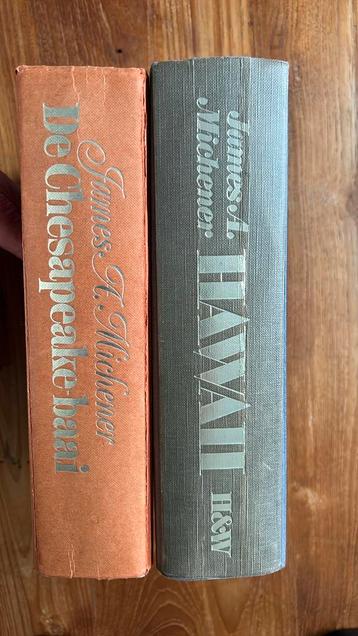 James A. Michener
De Chesapeake-baai
James A.
Michener
HAWAII
H&W